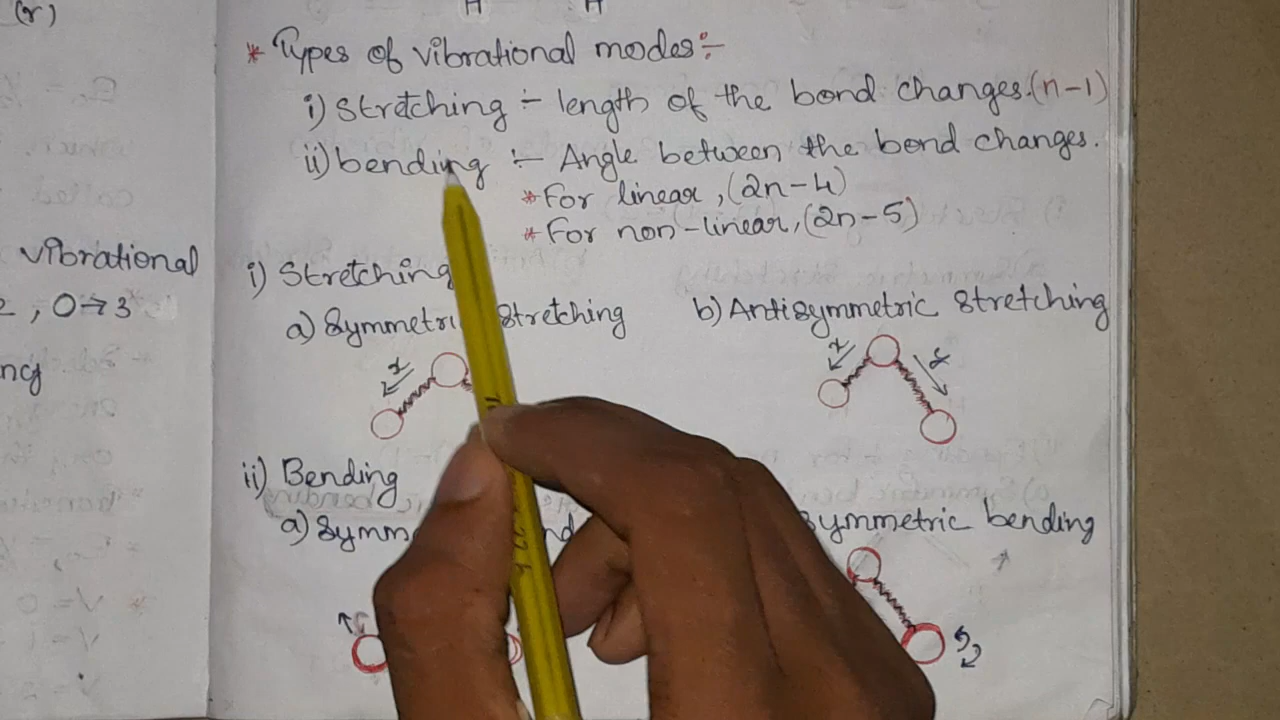 (r)
H H
* Types of vibrational modes:-
i) Stretching :- length of the bond changes.(n-1)
ii) bending :- Angle between the bond changes.
* For linear, (2n-4)
* For non-linear, (2n-5)
vibrational
, 0→3
i) Stretching
a) Symmetri stretching b) Antisymmetric stretching
ii) Bending
a) Symm symmetric bending